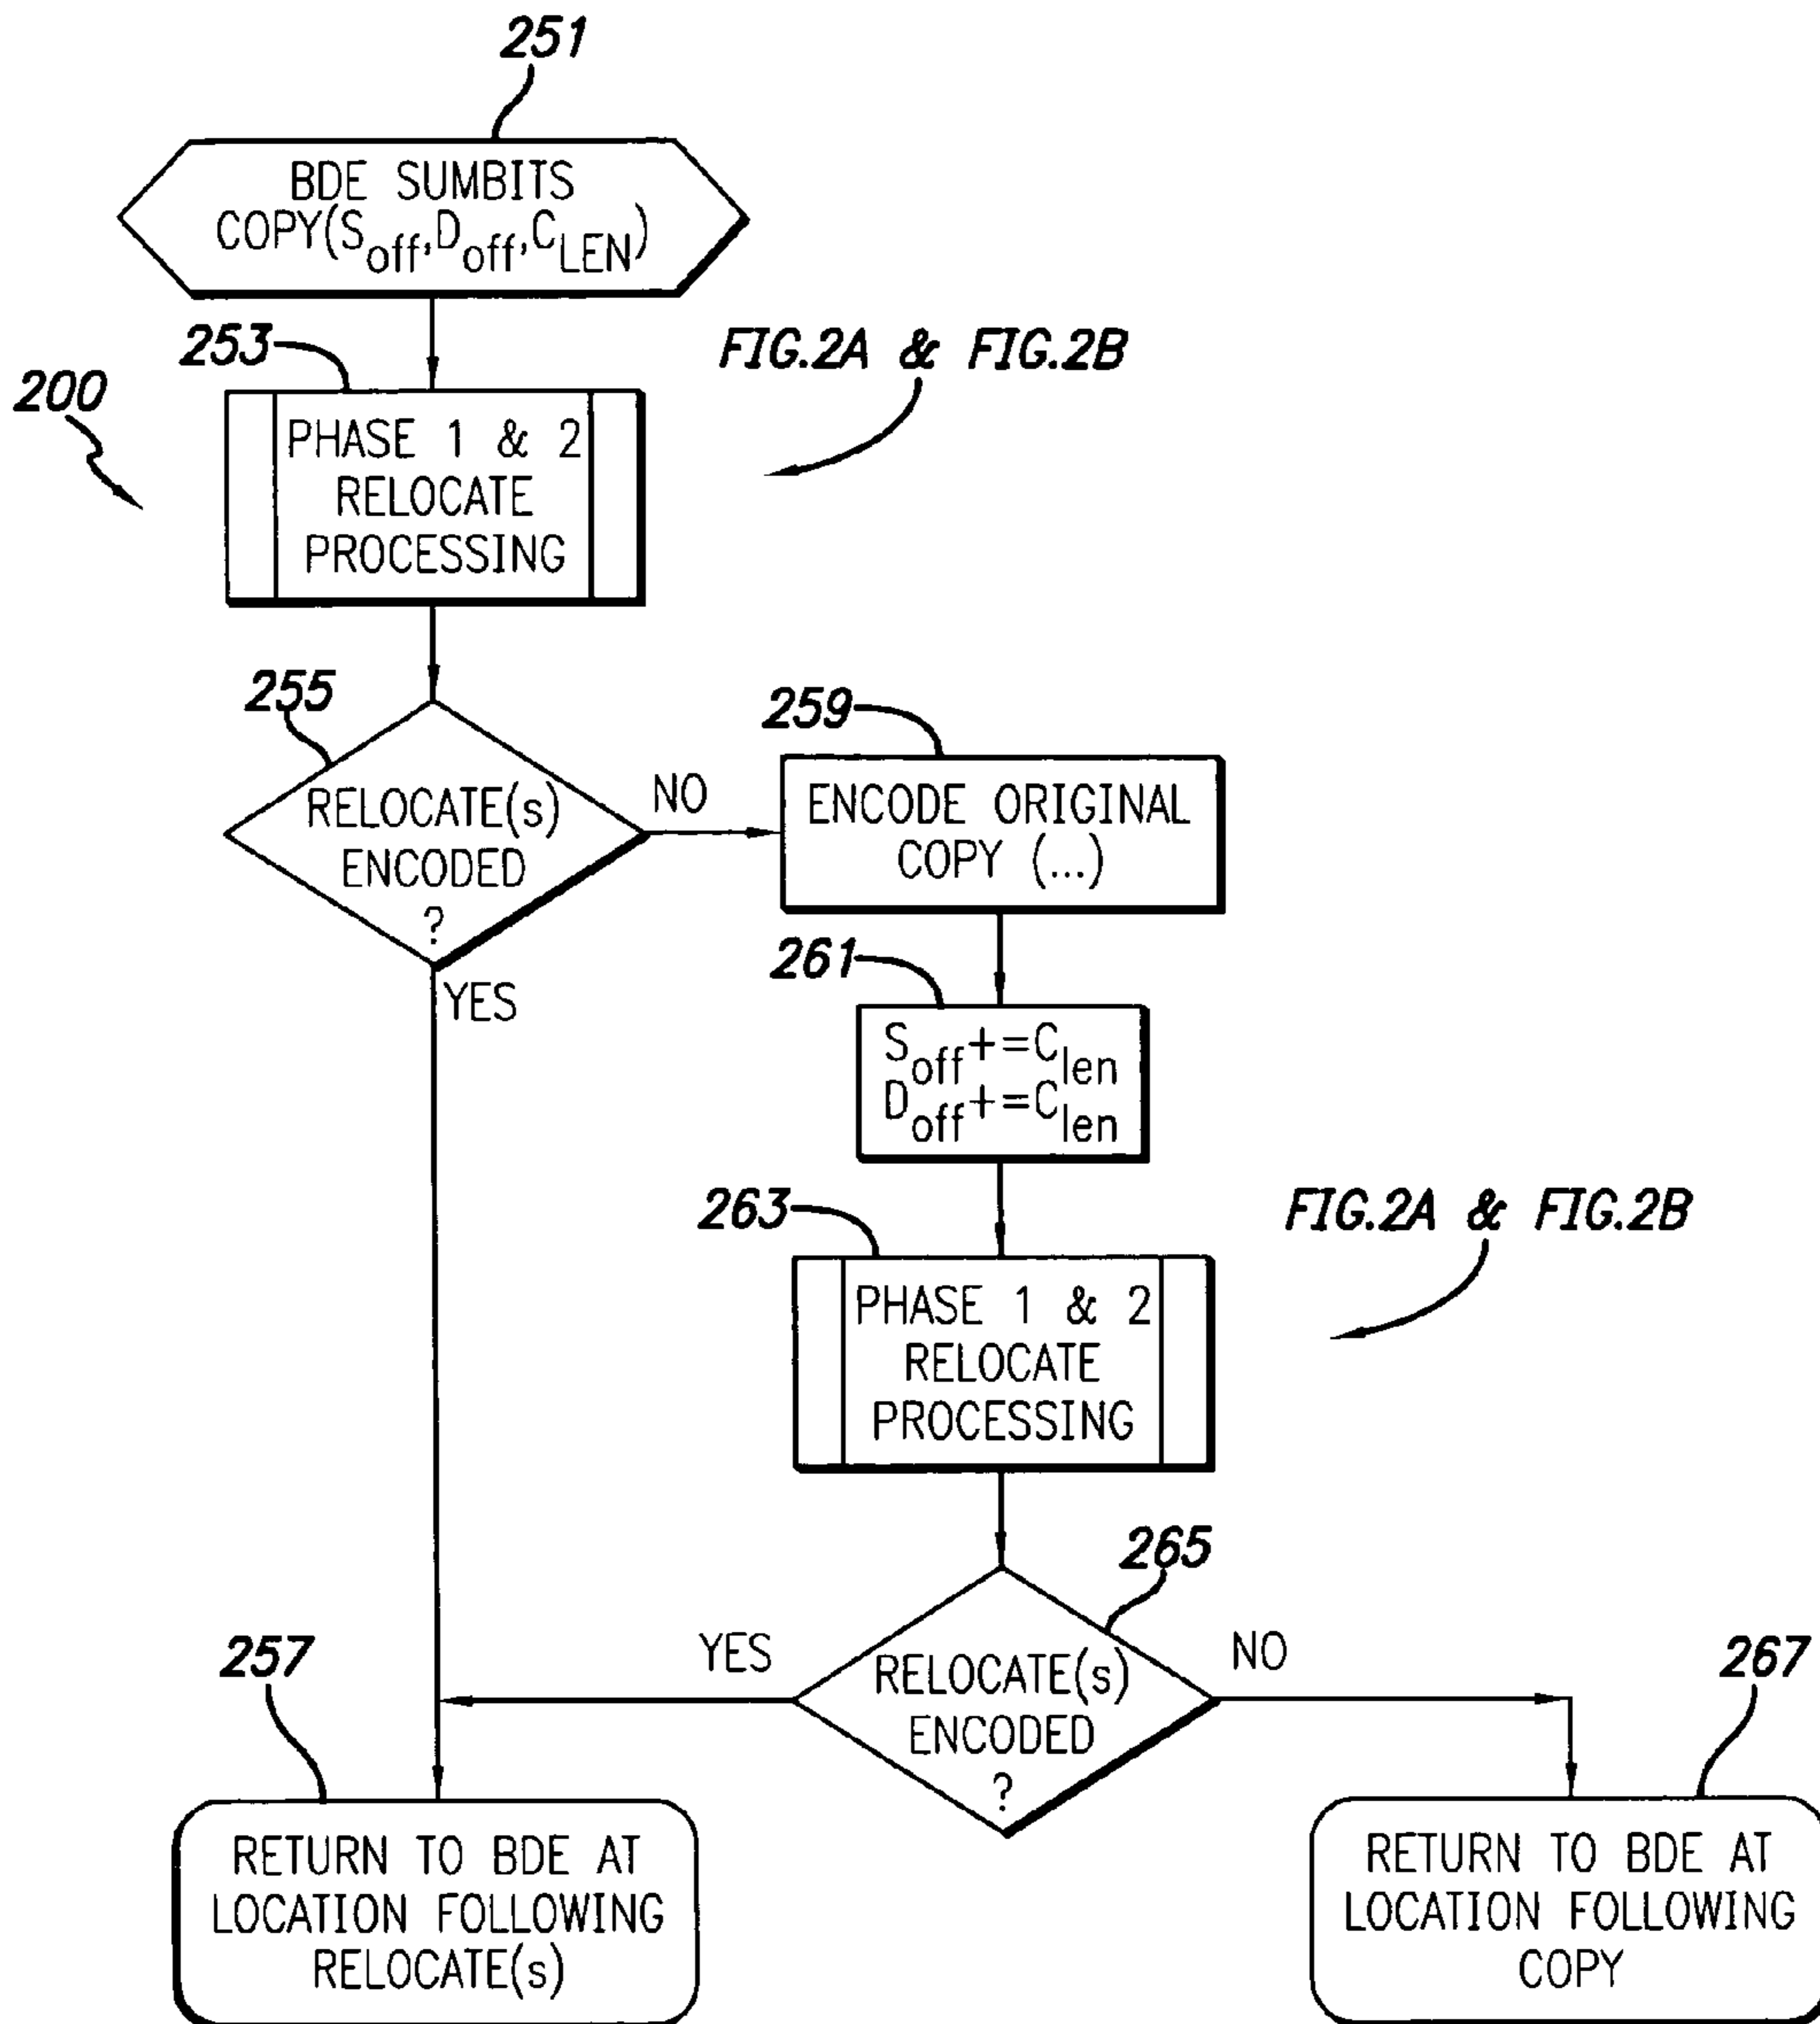 251
BDE SUMBITS
COPY(Soff,Doff,CLEN)
253
FIG.2A & FIG.2B
200
PHASE 1 & 2
RELOCATE
PROCESSING
255
259
RELOCATE(s)
ENCODED
?
NO
ENCODE ORIGINAL
COPY (...)
YES
261
Soff+=Clen
Doff+=Clen
263
FIG.2A & FIG.2B
PHASE 1 & 2
RELOCATE
PROCESSING
265
YES
RELOCATE(s)
ENCODED
?
NO
257
267
RETURN TO BDE AT
LOCATION FOLLOWING
RELOCATE(s)
RETURN TO BDE AT
LOCATION FOLLOWING
COPY